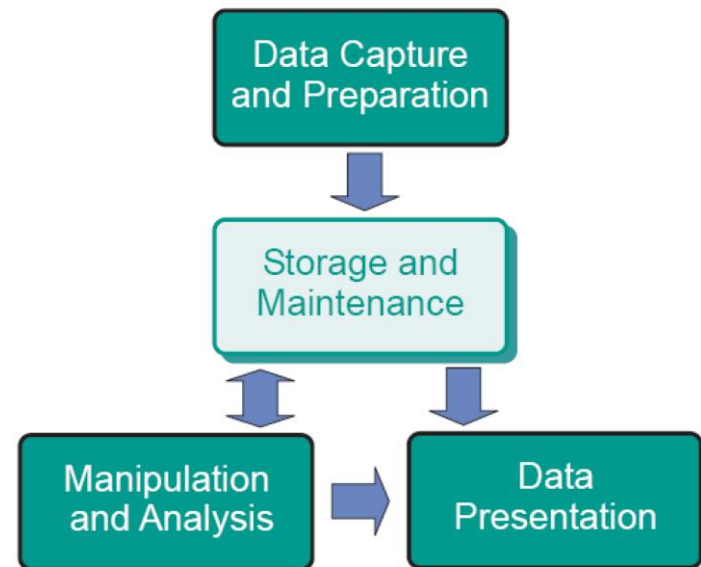 Data Capture
and Preparation
Storage and
Maintenance
Manipulation
and Analysis
Data
Presentation